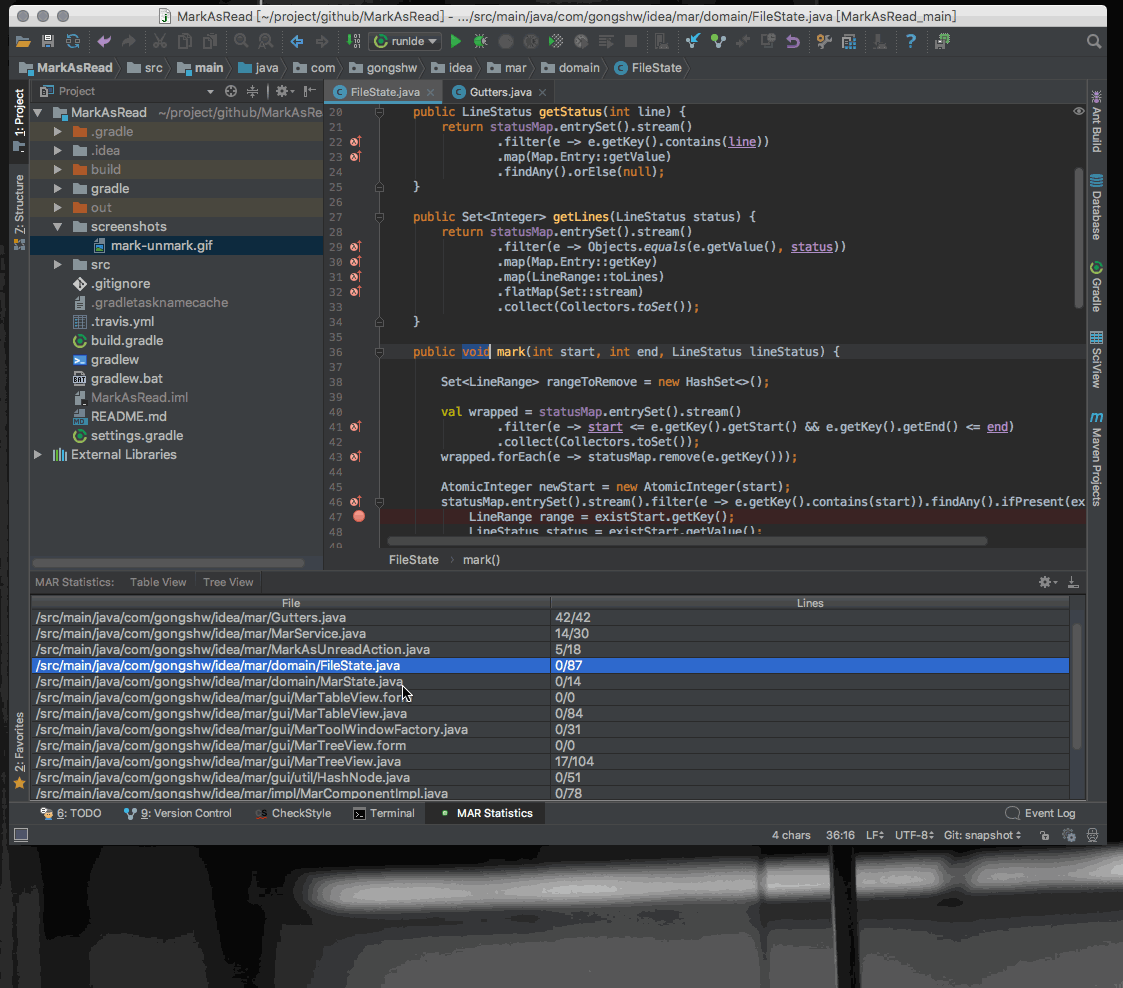 MarkAsRead [~/project/github/MarkAsRead] - .../src/main/java/com/gongshw/idea/mar/domain/FileState.java [MarkAsRead_main]
runIde
MarkAsRead src main java com gongshw idea mar domain FileState
1: Project
Z: Structure
2: Favorites
Project
MarkAsRead ~/project/github/MarkAsRe
.gradle
.idea
build
gradle
out
screenshots
mark-unmark.gif
src
.gitignore
.gradletasknamecache
.travis.yml
build.gradle
gradlew
gradlew.bat
MarkAsRead.iml
README.md
settings.gradle
External Libraries
FileState.java Gutters.java
20 public LineStatus getStatus(int line) {
21 return statusMap.entrySet().stream()
22 .filter(e -> e.getKey().contains(line))
23 .map(Map.Entry::getValue)
24 .findAny().orElse(null);
25 }
26
27 public Set<Integer> getLines(LineStatus status) {
28 return statusMap.entrySet().stream()
29 .filter(e -> Objects.equals(e.getValue(), status))
30 .map(Map.Entry::getKey)
31 .map(LineRange::toLines)
32 .flatMap(Set::stream)
33 .collect(Collectors.toSet());
34 }
35
36 public void mark(int start, int end, LineStatus lineStatus) {
37
38 Set<LineRange> rangeToRemove = new HashSet<>();
39
40 val wrapped = statusMap.entrySet().stream()
41 .filter(e -> start <= e.getKey().getStart() && e.getKey().getEnd() <= end)
42 .collect(Collectors.toSet());
43 wrapped.forEach(e -> statusMap.remove(e.getKey()));
44
45 AtomicInteger newStart = new AtomicInteger(start);
46 statusMap.entrySet().stream().filter(e -> e.getKey().contains(start)).findAny().ifPresent(ex
47 LineRange range = existStart.getKey();
48 LineStatus status = existStart.getValue();
49
FileState mark()
Ant Build
Database
Gradle
SciView
Maven Projects
MAR Statistics: Table View Tree View
File Lines
/src/main/java/com/gongshw/idea/mar/Gutters.java 42/42
/src/main/java/com/gongshw/idea/mar/MarService.java 14/30
/src/main/java/com/gongshw/idea/mar/MarkAsUnreadAction.java 5/18
/src/main/java/com/gongshw/idea/mar/domain/FileState.java 0/87
/src/main/java/com/gongshw/idea/mar/domain/MarState.java 0/14
/src/main/java/com/gongshw/idea/mar/gui/MarTableView.form 0/0
/src/main/java/com/gongshw/idea/mar/gui/MarTableView.java 0/84
/src/main/java/com/gongshw/idea/mar/gui/MarToolWindowFactory.java 0/31
/src/main/java/com/gongshw/idea/mar/gui/MarTreeView.form 0/0
/src/main/java/com/gongshw/idea/mar/gui/MarTreeView.java 17/104
/src/main/java/com/gongshw/idea/mar/gui/util/HashNode.java 0/51
/src/main/java/com/gongshw/idea/mar/impl/MarComponentImpl.java 0/78
6: TODO 9: Version Control CheckStyle Terminal MAR Statistics Event Log
4 chars 36:16 LF UTF-8 Git: snapshot